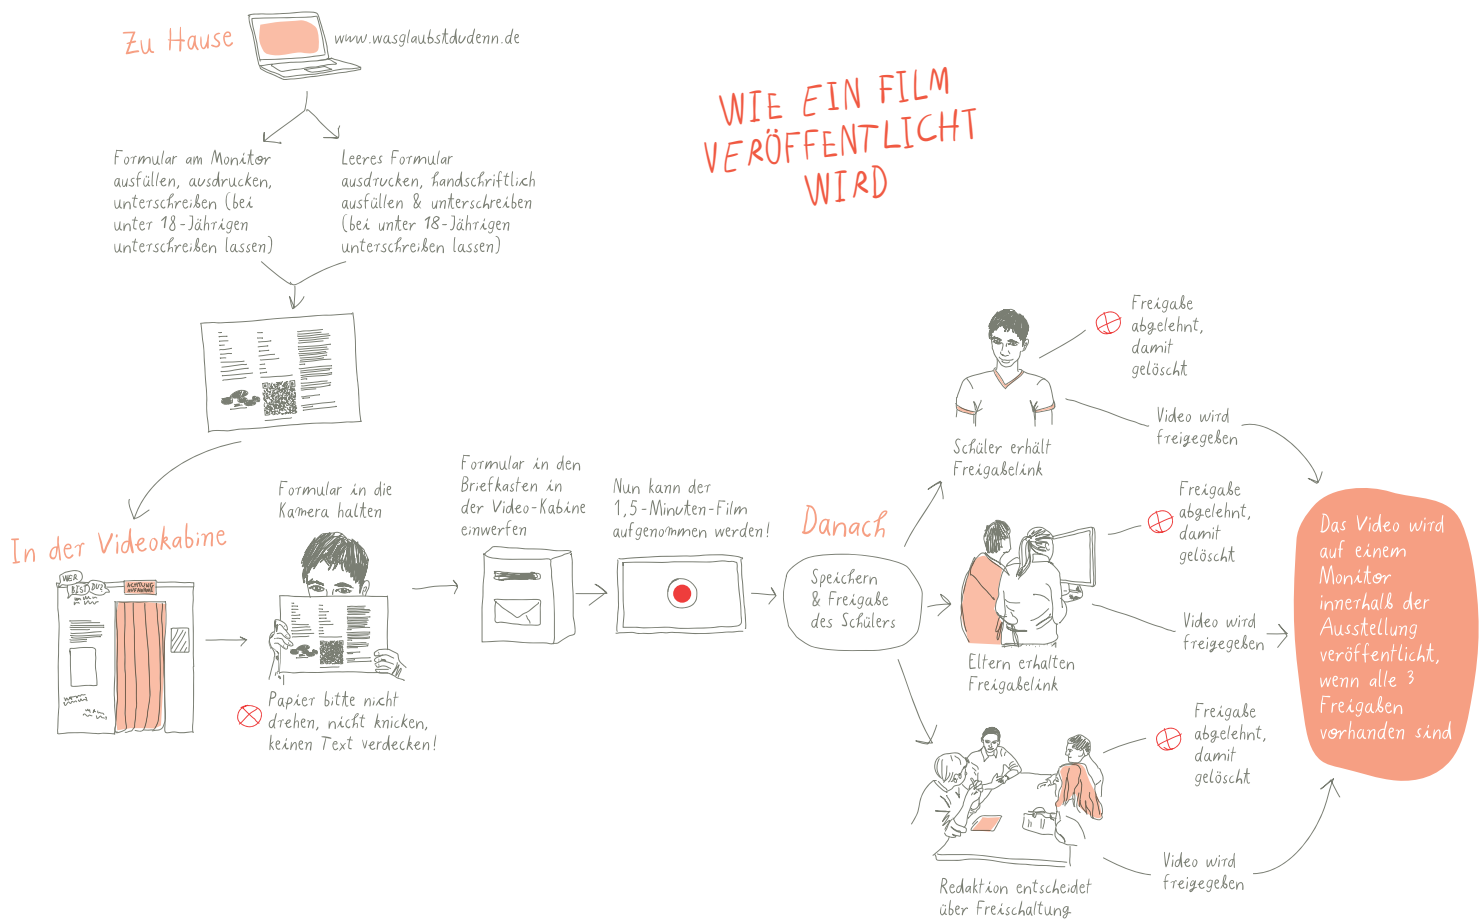 Zu Hause
www.wasglaubstdudenn.de
WIE EIN FILM
VERÖFFENTLICHT
WIRD
Formular am Monitor
ausfüllen, ausdrucken,
unterschreiben (bei
unter 18-Jährigen
unterschreiben lassen)
Leeres Formular
ausdrucken, handschriftlich
ausfüllen & unterschreiben
(bei unter 18-Jährigen
unterschreiben lassen)
In der Videokabine
WER
BIST DU?
ACHTUNG
AUFNAHME
Formular in die
Kamera halten
Papier bitte nicht
drehen, nicht knicken,
keinen Text verdecken!
Formular in den
Briefkasten in
der Video-Kabine
einwerfen
Nun kann der
1,5-Minuten-Film
aufgenommen werden!
Danach
Speichern
& Freigabe
des Schülers
Schüler erhält
Freigabelink
Freigabe
abgelehnt,
damit
gelöscht
Video wird
freigegeben
Eltern erhalten
Freigabelink
Freigabe
abgelehnt,
damit
gelöscht
Video wird
freigegeben
Redaktion entscheidet
über Freischaltung
Freigabe
abgelehnt,
damit
gelöscht
Video wird
freigegeben
Das Video wird
auf einem
Monitor
innerhalb der
Ausstellung
veröffentlicht,
wenn alle 3
Freigaben
vorhanden sind